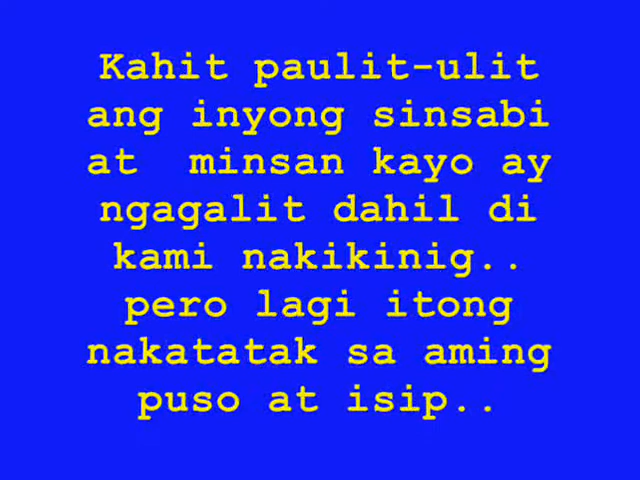 Kahit paulit-ulit
ang inyong sinsabi
at minsan kayo ay
ngagalit dahil di
kami nakikinig..
pero lagi itong
nakatatak sa aming
puso at isip..